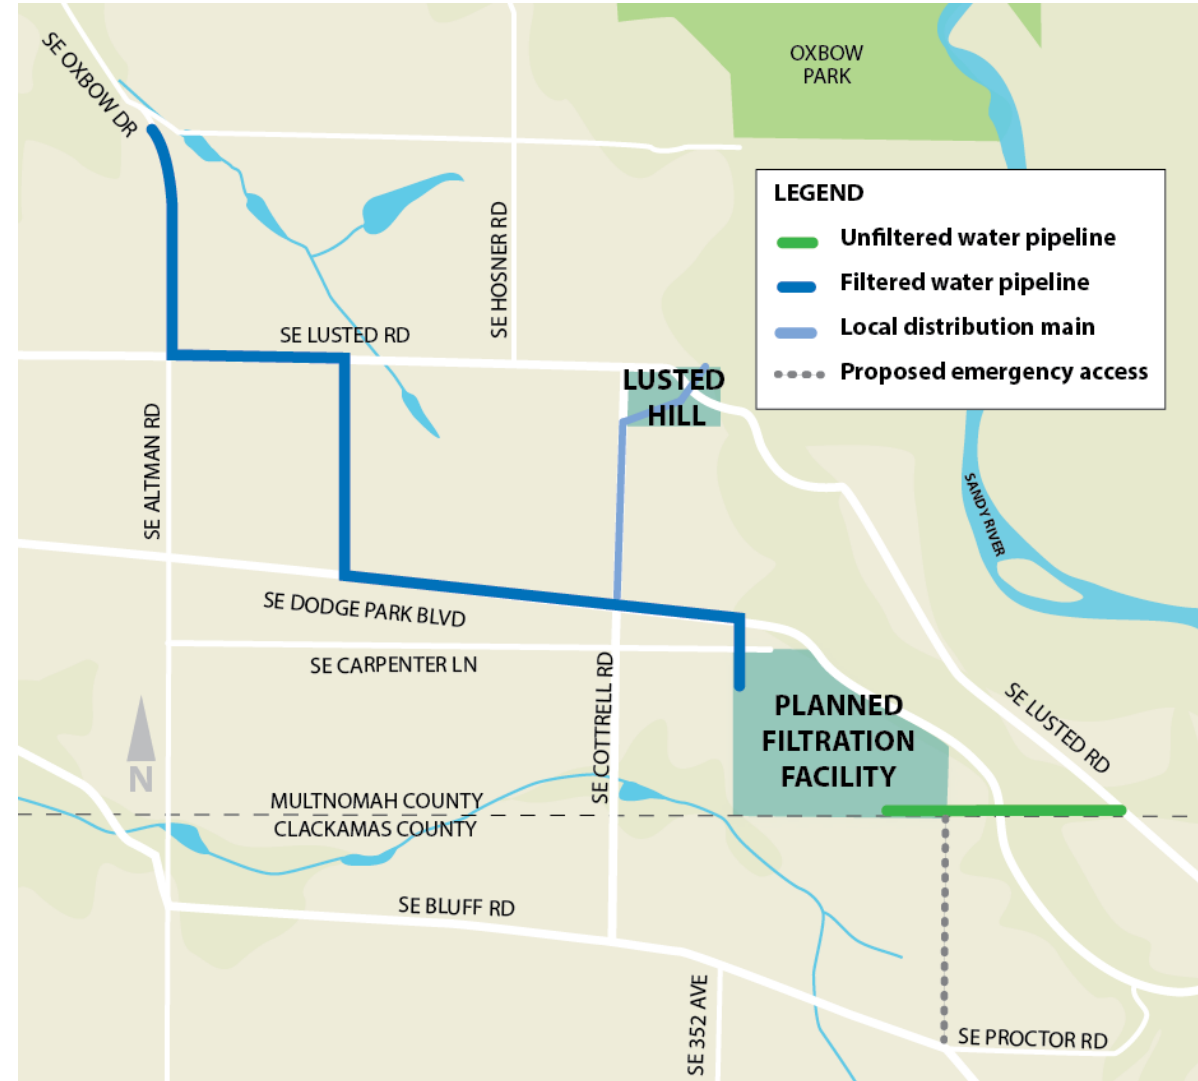 SE OXBOW DR
OXBOW
PARK
LEGEND
Unfiltered water pipeline
Filtered water pipeline
Local distribution main
Proposed emergency access
SE HOSNER RD
SE LUSTED RD
LUSTED
HILL
SE ALTMAN RD
SANDY RIVER
SE DODGE PARK BLVD
SE CARPENTER LN
SE COTTRELL RD
PLANNED
FILTRATION
FACILITY
SE LUSTED RD
N
MULTNOMAH COUNTY
CLACKAMAS COUNTY
SE BLUFF RD
SE 352 AVE
SE PROCTOR RD